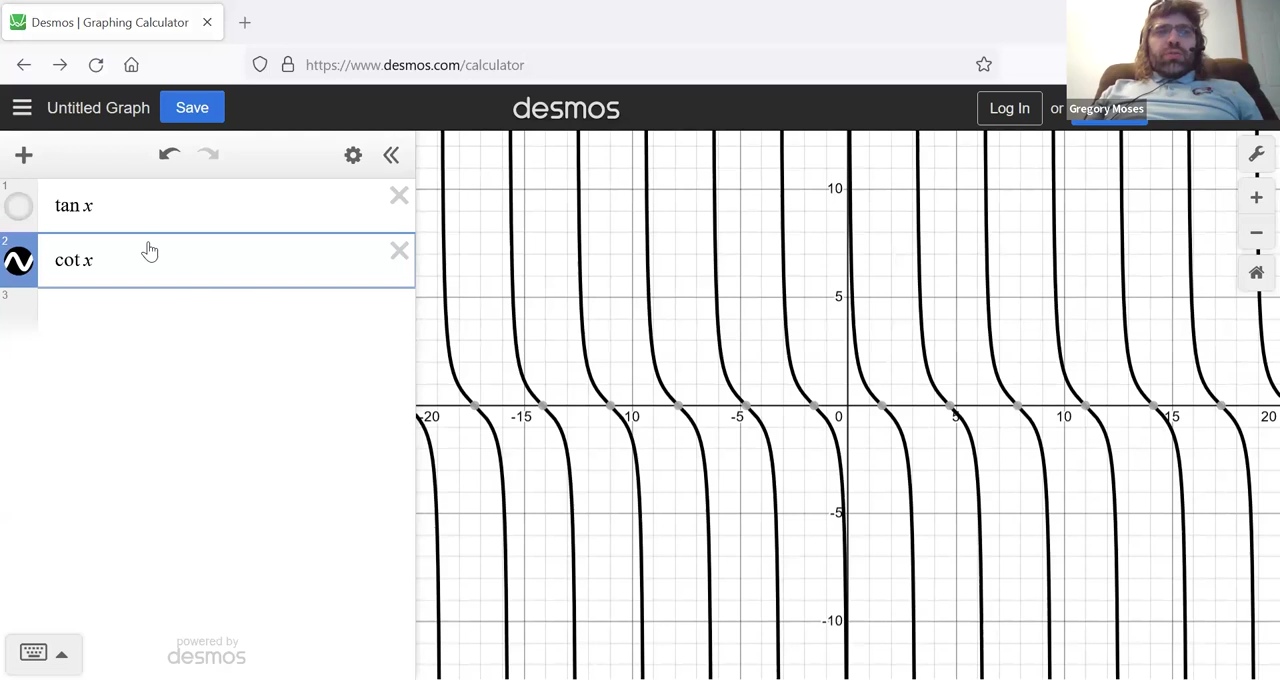 Desmos | Graphing Calculator
https://www.desmos.com/calculator
Untitled Graph
Save
desmos
Log In
or
Gregory Moses
1
tan x
2
cot x
3
10
5
-5
-10
-20
-15
-10
-5
0
5
10
15
20
powered by
desmos